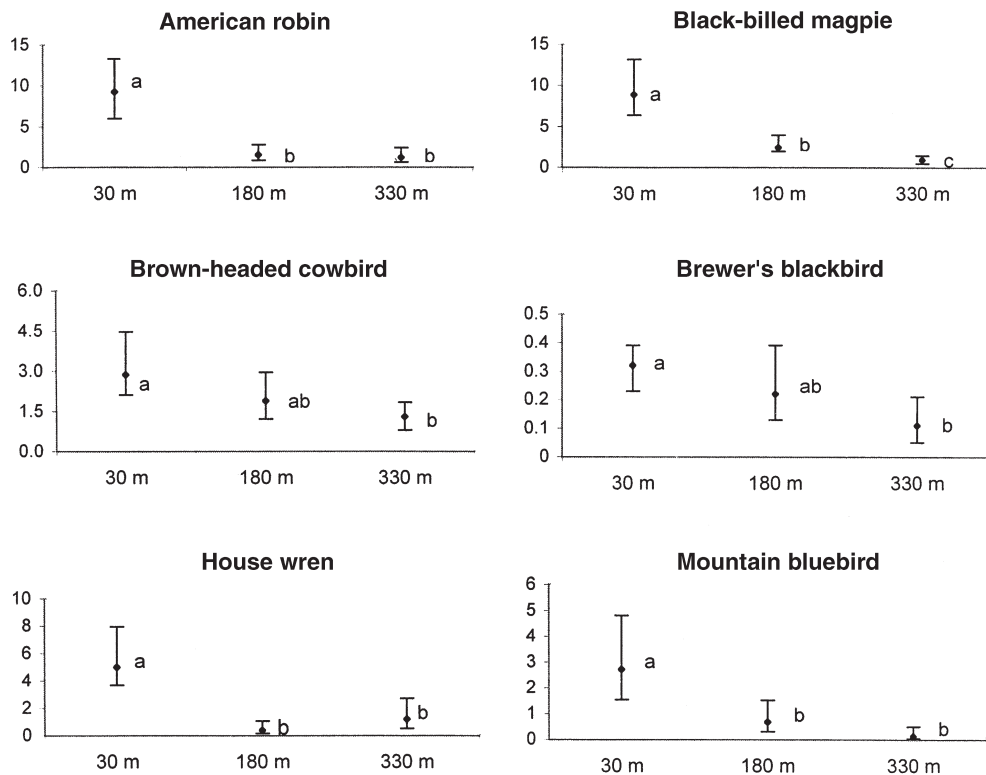 American robin
15
10
5
0
a
b
b
30 m
180 m
330 m
Black-billed magpie
15
10
5
0
a
b
c
30 m
180 m
330 m
Brown-headed cowbird
6.0
4.5
3.0
1.5
0.0
a
ab
b
30 m
180 m
330 m
Brewer's blackbird
0.5
0.4
0.3
0.2
0.1
0
a
ab
b
30 m
180 m
330 m
House wren
10
8
6
4
2
0
a
b
b
30 m
180 m
330 m
Mountain bluebird
6
5
4
3
2
1
0
a
b
b
30 m
180 m
330 m